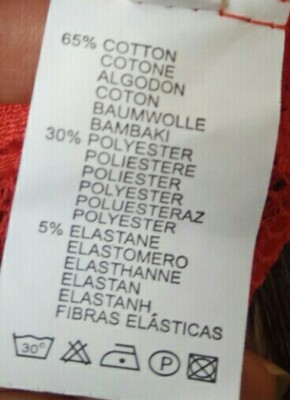 65% COTTON
COTONE
ALGODON
COTON
BAUMWOLLE
BAMBAKI
30% POLYESTER
POLIESTERE
POLIESTER
POLYESTER
POLUESTERAZ
POLYESTER
5% ELASTANE
ELASTOMERO
ELASTHANNE
ELASTAN
ELASTANH,
FIBRAS ELÁSTICAS
30° P